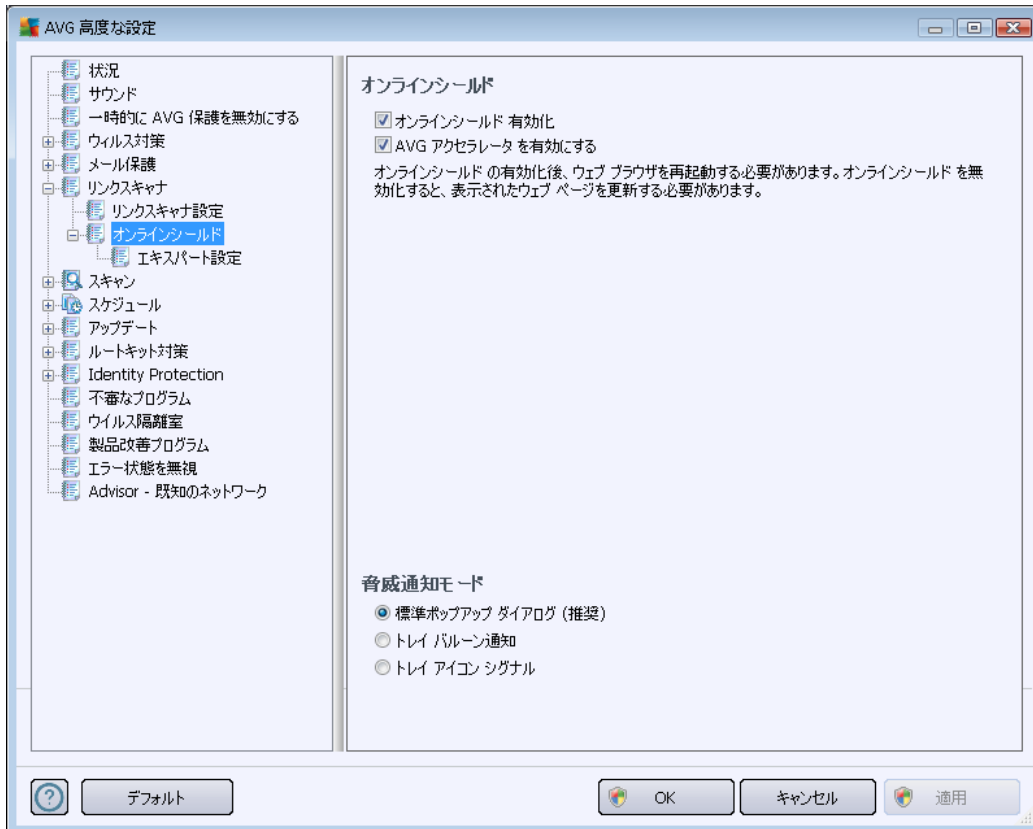 AVG 高度な設定
状況
サウンド
一時的に AVG 保護を無効にする
ウィルス対策
メール保護
リンクスキャナ
リンクスキャナ設定
オンラインシールド
エキスパート設定
スキャン
スケジュール
アップデート
ルートキット対策
Identity Protection
不審なプログラム
ウイルス隔離室
製品改善プログラム
エラー状態を無視
Advisor - 既知のネットワーク
オンラインシールド
オンラインシールド 有効化
AVG アクセラレータ を有効にする
オンラインシールド の有効化後、ウェブ ブラウザを再起動する必要があります。オンラインシールド を無
効化すると、表示されたウェブ ページを更新する必要があります。
脅威通知モード
標準ポップアップ ダイアログ (推奨)
トレイ バルーン通知
トレイ アイコン シグナル
デフォルト
OK
キャンセル
適用